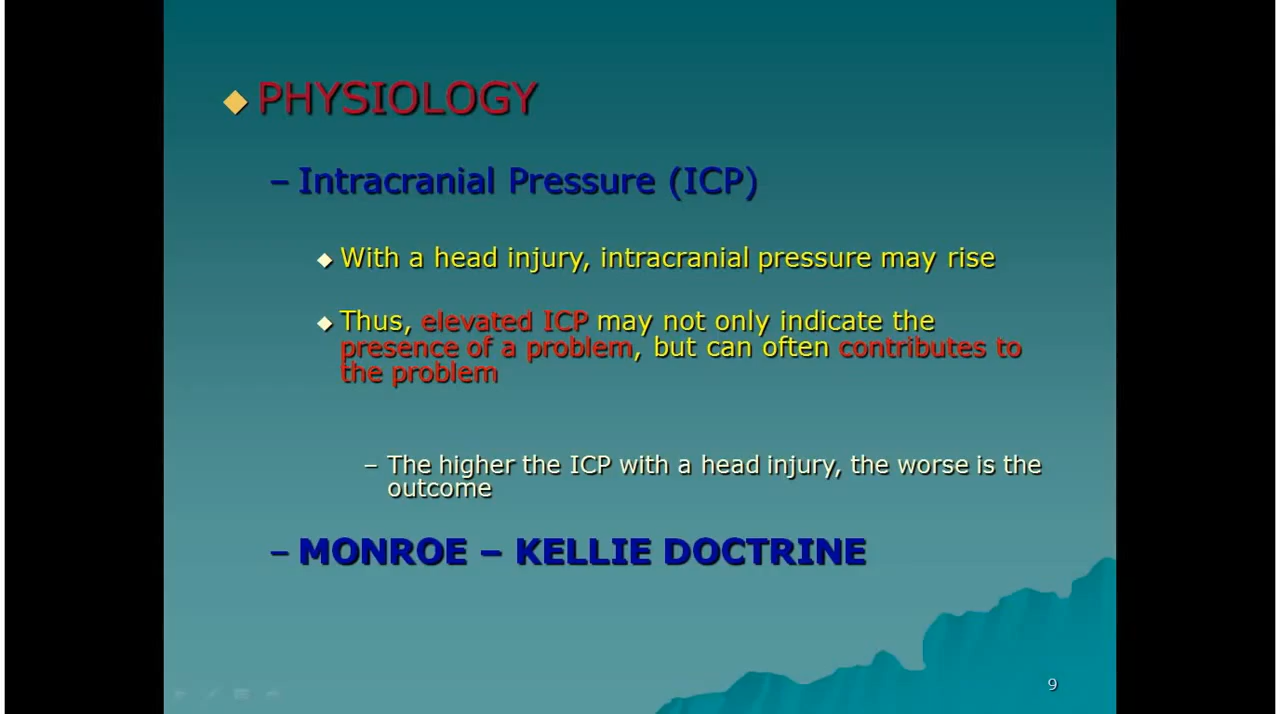 PHYSIOLOGY
– Intracranial Pressure (ICP)
With a head injury, intracranial pressure may rise
Thus, elevated ICP may not only indicate the
presence of a problem, but can often contributes to
the problem
– The higher the ICP with a head injury, the worse is the
outcome
– MONROE – KELLIE DOCTRINE
9